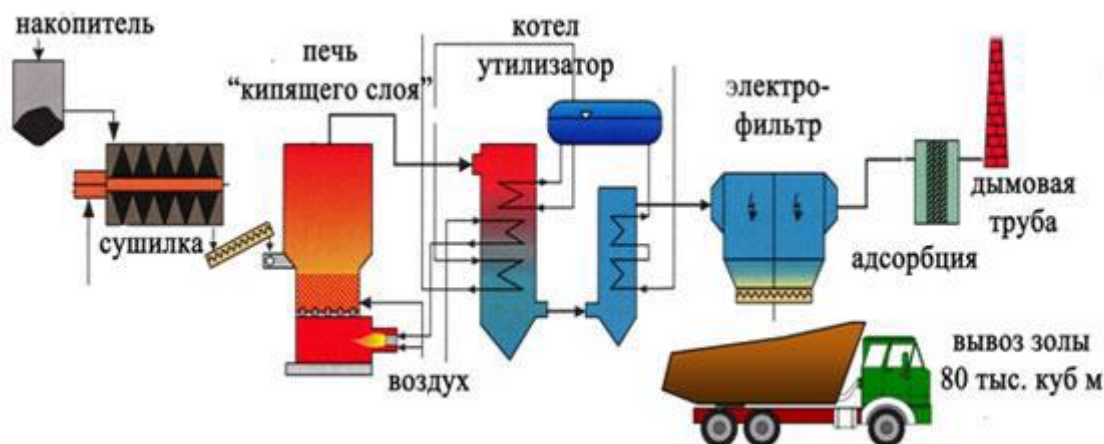 накопитель
печь
“кипящего слоя”
котел
утилизатор
электро-
фильтр
дымовая
труба
сушилка
адсорбция
воздух
вывоз золы
80 тыс. куб м